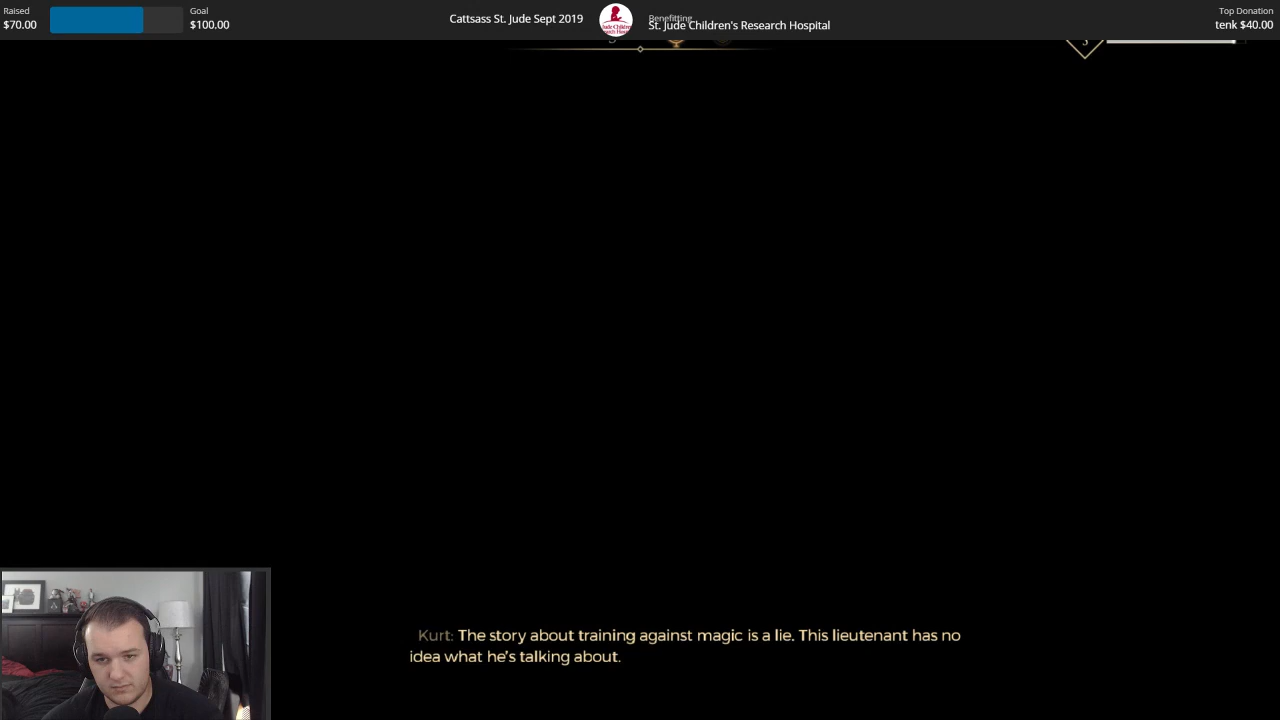 Raised
$70.00
Goal
$100.00
Cattsass St. Jude Sept 2019
Benefitting
St. Jude Children's Research Hospital
Top Donation
tenk $40.00
Kurt: The story about training against magic is a lie. This lieutenant has no
idea what he's talking about.